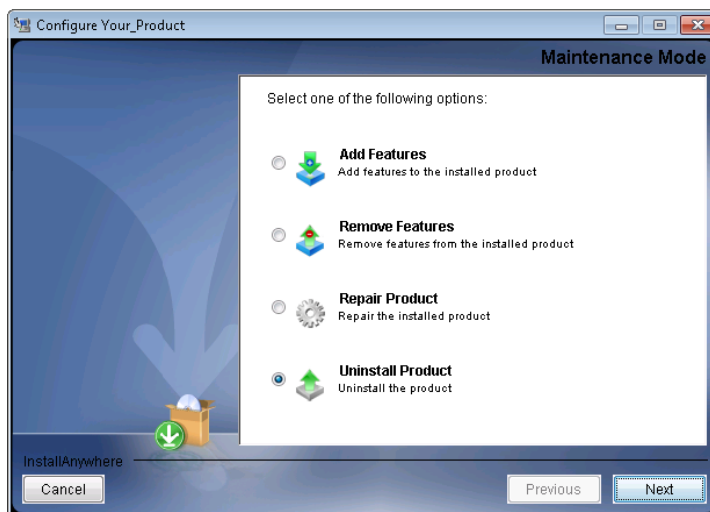 Configure Your_Product
Maintenance Mode
Select one of the following options:
Add Features
Add features to the installed product
Remove Features
Remove features from the installed product
Repair Product
Repair the installed product
Uninstall Product
Uninstall the product
InstallAnywhere
Cancel
Previous
Next